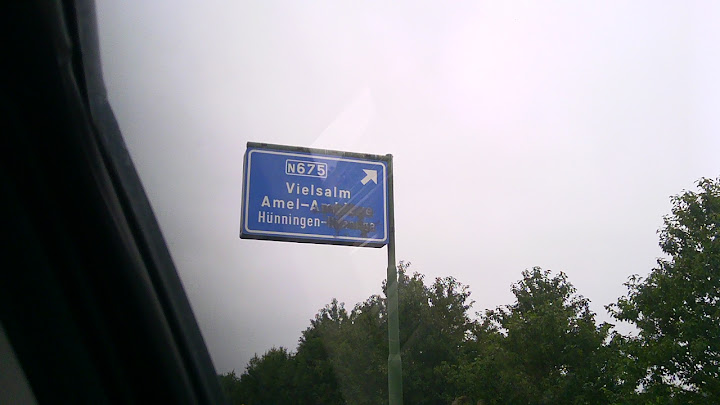 N675
Vielsalm
Amel-
Hünningen-